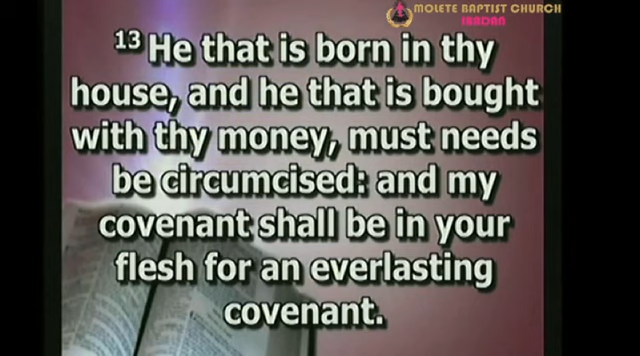 MOLETE BAPTIST CHURCH
IBADAN
13 He that is born in thy
house, and he that is bought
with thy money, must needs
be circumcised: and my
covenant shall be in your
flesh for an everlasting
covenant.